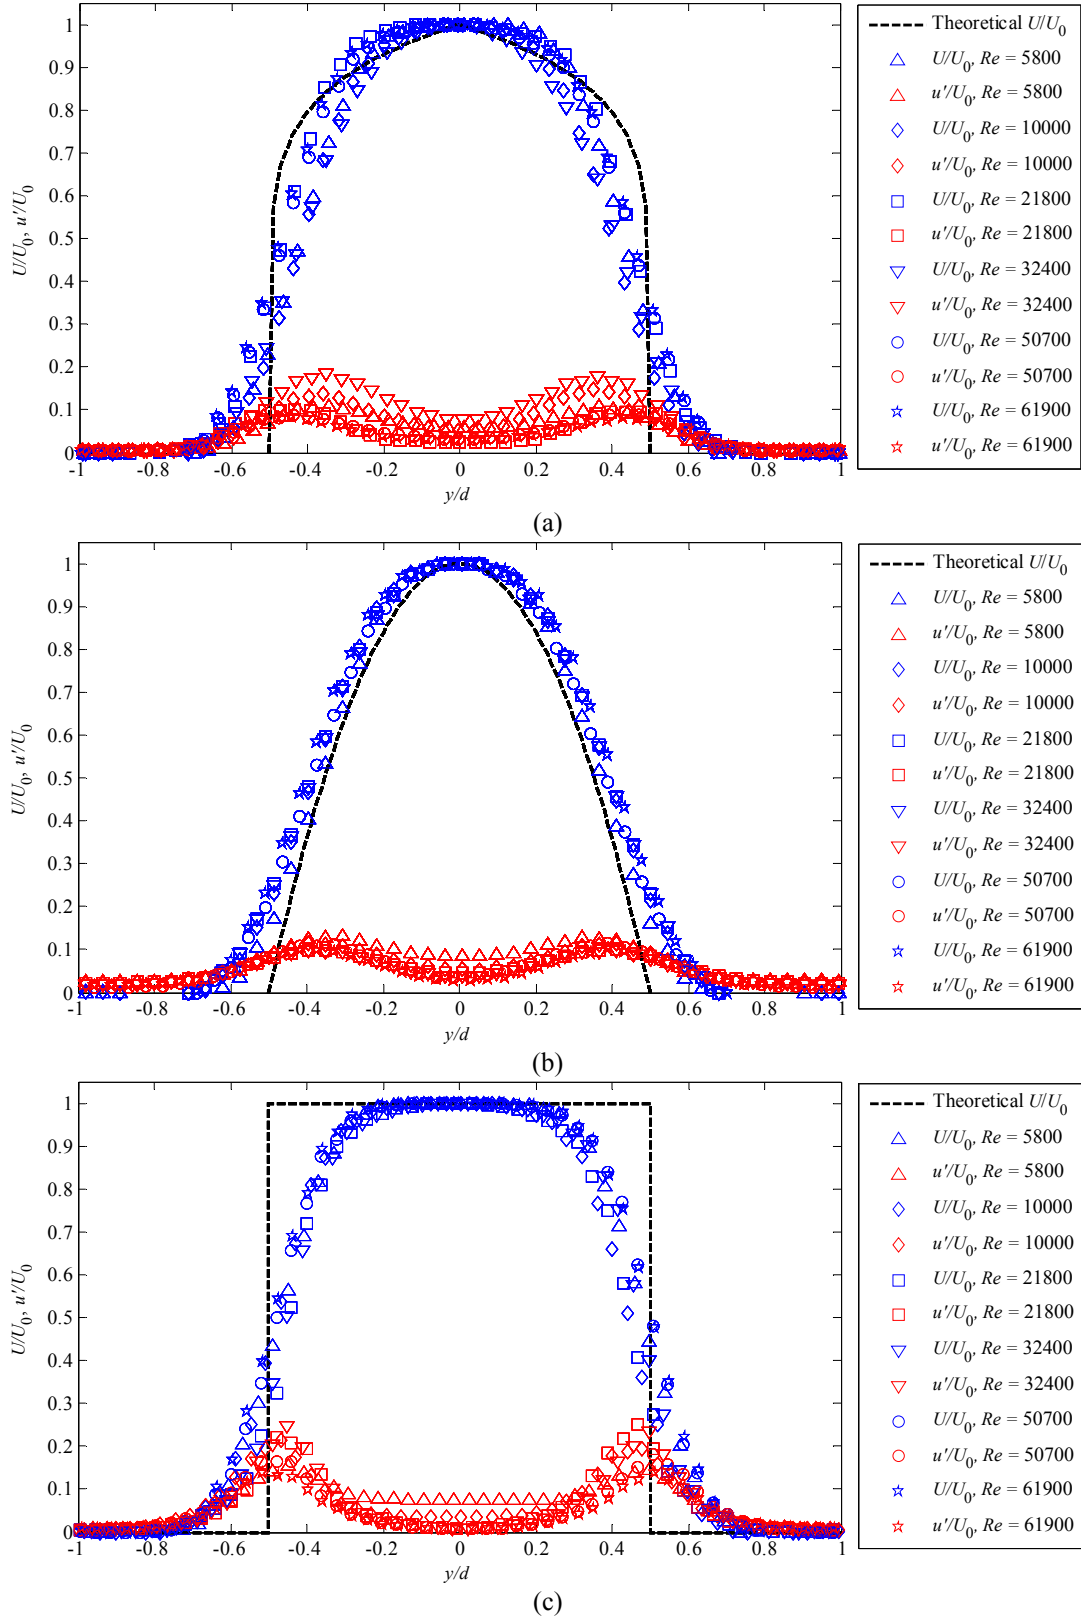 1
0.9
0.8
0.7
0.6
0.5
0.4
0.3
0.2
0.1
0
U/U0, u'/U0
-1 -0.8 -0.6 -0.4 -0.2 0 0.2 0.4 0.6 0.8 1
y/d
Theoretical U/U0
U/U0, Re = 5800
u'/U0, Re = 5800
U/U0, Re = 10000
u'/U0, Re = 10000
U/U0, Re = 21800
u'/U0, Re = 21800
U/U0, Re = 32400
u'/U0, Re = 32400
U/U0, Re = 50700
u'/U0, Re = 50700
U/U0, Re = 61900
u'/U0, Re = 61900
(a)
1
0.9
0.8
0.7
0.6
0.5
0.4
0.3
0.2
0.1
0
U/U0, u'/U0
-1 -0.8 -0.6 -0.4 -0.2 0 0.2 0.4 0.6 0.8 1
y/d
Theoretical U/U0
U/U0, Re = 5800
u'/U0, Re = 5800
U/U0, Re = 10000
u'/U0, Re = 10000
U/U0, Re = 21800
u'/U0, Re = 21800
U/U0, Re = 32400
u'/U0, Re = 32400
U/U0, Re = 50700
u'/U0, Re = 50700
U/U0, Re = 61900
u'/U0, Re = 61900
(b)
1
0.9
0.8
0.7
0.6
0.5
0.4
0.3
0.2
0.1
0
U/U0, u'/U0
-1 -0.8 -0.6 -0.4 -0.2 0 0.2 0.4 0.6 0.8 1
y/d
Theoretical U/U0
U/U0, Re = 5800
u'/U0, Re = 5800
U/U0, Re = 10000
u'/U0, Re = 10000
U/U0, Re = 21800
u'/U0, Re = 21800
U/U0, Re = 32400
u'/U0, Re = 32400
U/U0, Re = 50700
u'/U0, Re = 50700
U/U0, Re = 61900
u'/U0, Re = 61900
(c)